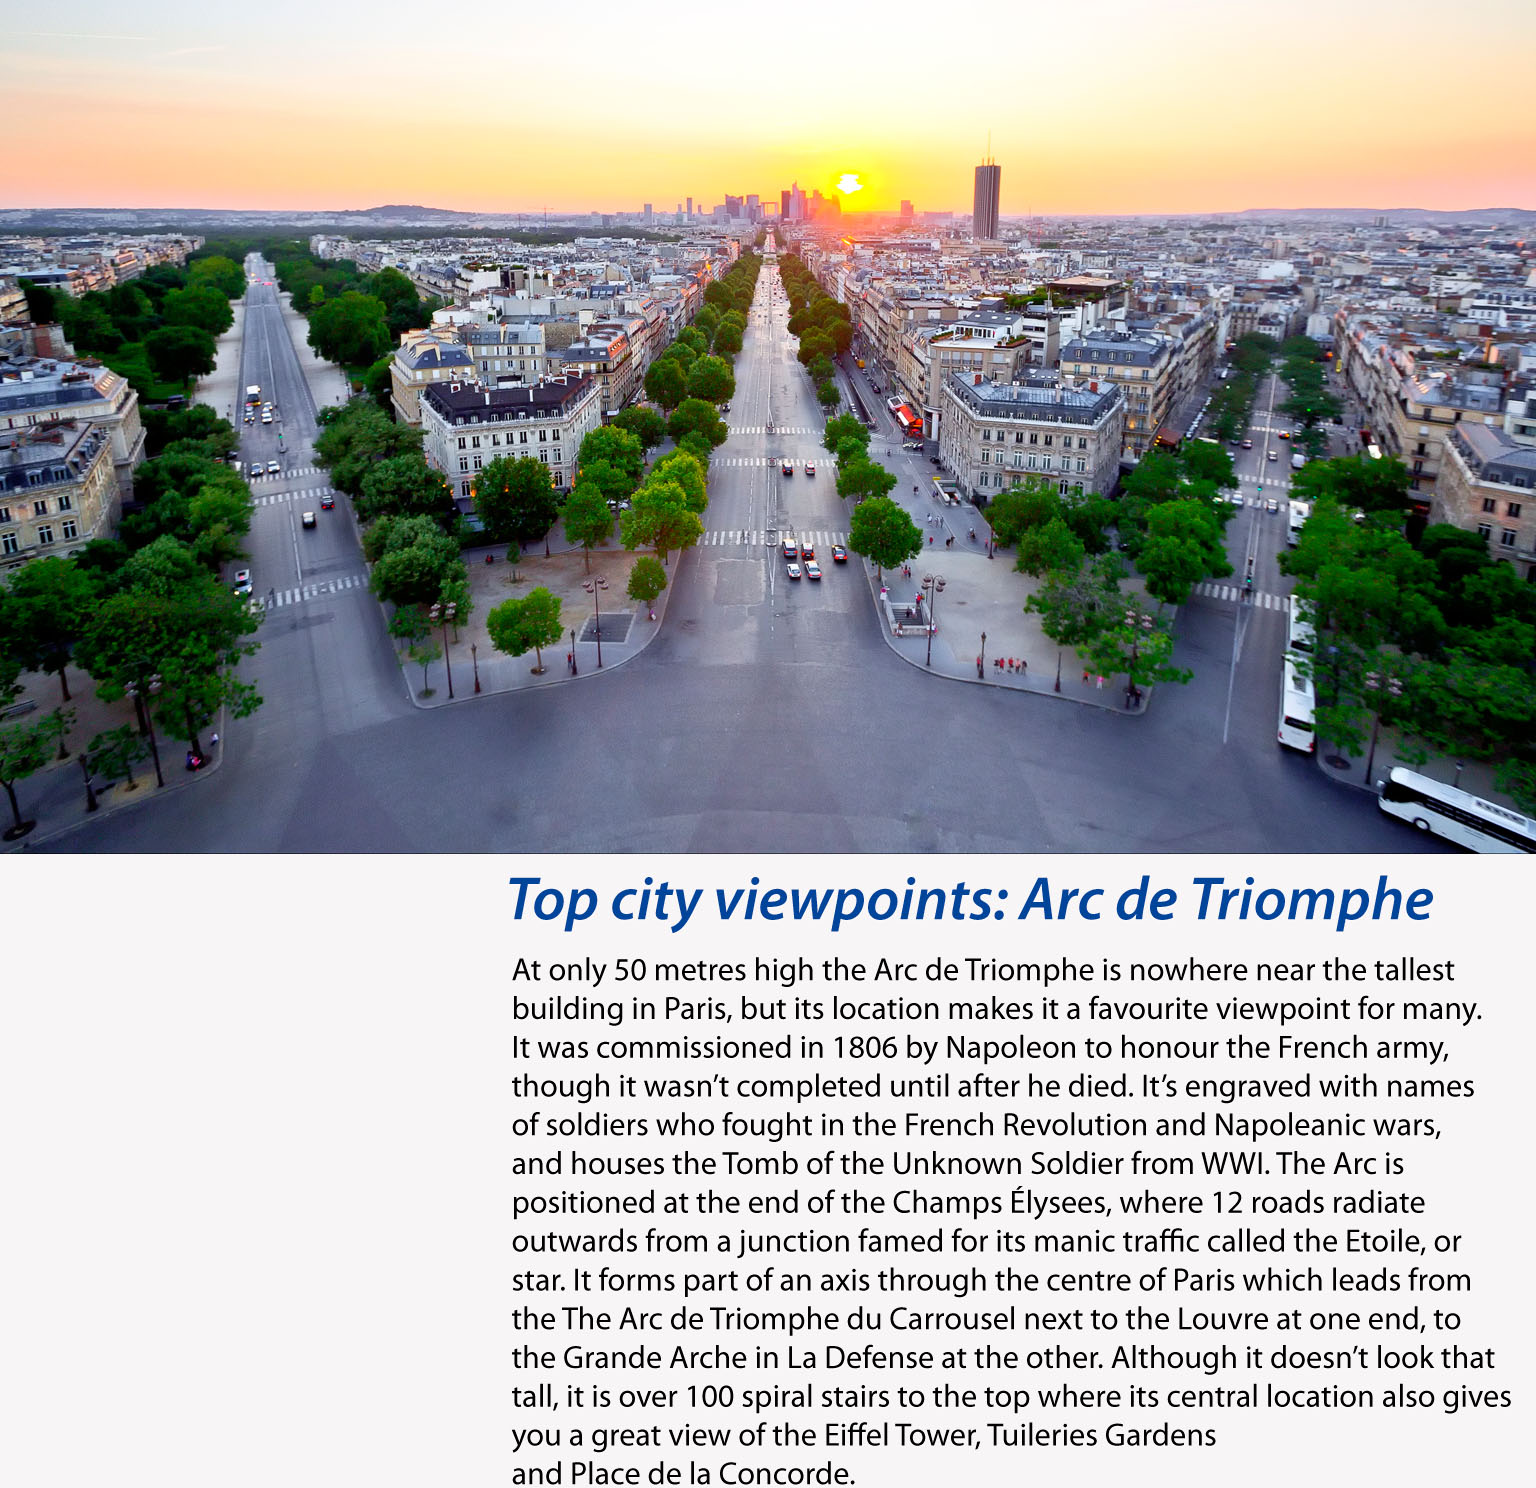 Top city viewpoints: Arc de Triomphe
At only 50 metres high the Arc de Triomphe is nowhere near the tallest
building in Paris, but its location makes it a favourite viewpoint for many.
It was commissioned in 1806 by Napoleon to honour the French army,
though it wasn’t completed until after he died. It’s engraved with names
of soldiers who fought in the French Revolution and Napoleanic wars,
and houses the Tomb of the Unknown Soldier from WWI. The Arc is
positioned at the end of the Champs Élysees, where 12 roads radiate
outwards from a junction famed for its manic traffic called the Etoile, or
star. It forms part of an axis through the centre of Paris which leads from
the The Arc de Triomphe du Carrousel next to the Louvre at one end, to
the Grande Arche in La Defense at the other. Although it doesn’t look that
tall, it is over 100 spiral stairs to the top where its central location also gives
you a great view of the Eiffel Tower, Tuileries Gardens
and Place de la Concorde.